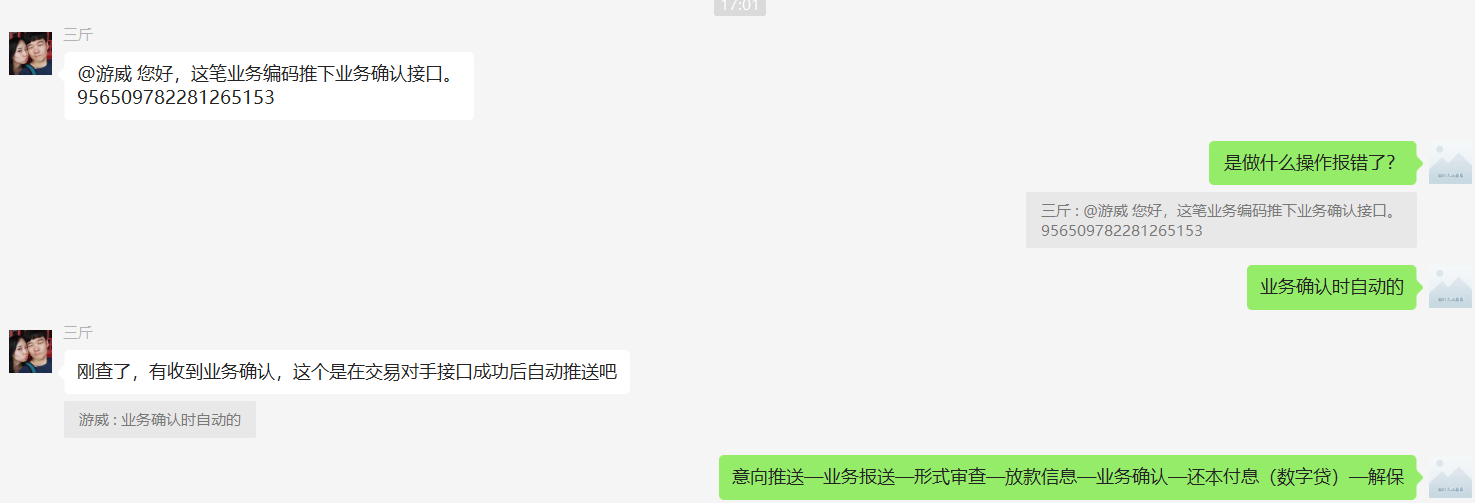 17:01
三斤
@游威 您好，这笔业务编码推下业务确认接口。
956509782281265153
是做什么操作报错了？
三斤 : @游威 您好，这笔业务编码推下业务确认接口。
956509782281265153
业务确认时自动的
三斤
刚查了，有收到业务确认，这个是在交易对手接口成功后自动推送吧
游威 : 业务确认时自动的
意向推送—业务报送—形式审查—放款信息—业务确认—还本付息（数字贷）—解保